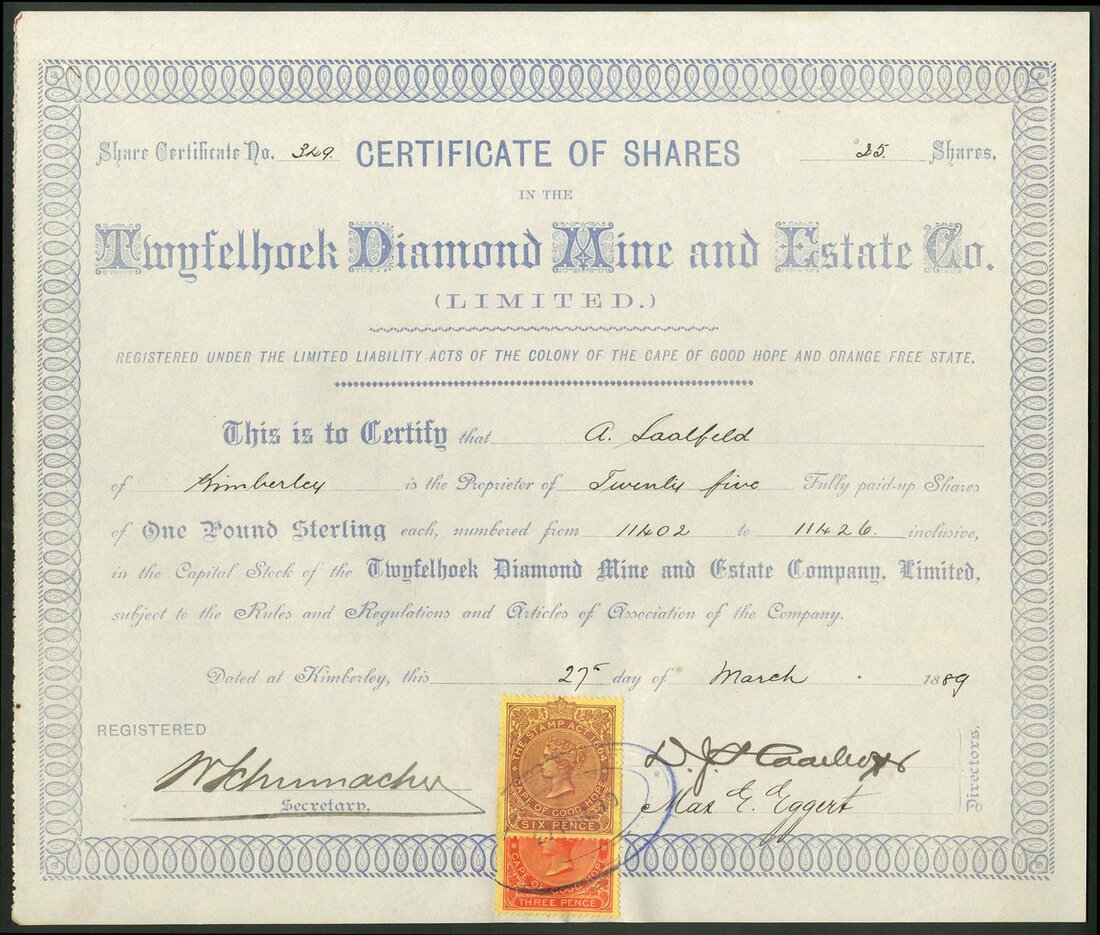 Share Certificate No. 349. CERTIFICATE OF SHARES 25. Shares.
IN THE
Twyfelhoek Diamond Mine and Estate Co.
(LIMITED.)
REGISTERED UNDER THE LIMITED LIABILITY ACTS OF THE COLONY OF THE CAPE OF GOOD HOPE AND ORANGE FREE STATE.
This is to Certify that A. Saalfeld
of Kimberley is the Proprietor of Twenty five Fully paid-up Shares
of One Pound Sterling each, numbered from 11402 to 11426. inclusive,
in the Capital Stock of the Twyfelhoek Diamond Mine and Estate Company, Limited,
subject to the Rules and Regulations and Articles of Association of the Company.
Dated at Kimberley, this 27th day of March 1889
REGISTERED
W Schumacher
Secretary.
D. J.
Max E. Eggert
Directors.
THE STAMP ACT 1864
CAPE OF GOOD HOPE
SIX PENCE
CAPE OF GOOD HOPE
THREE PENCE